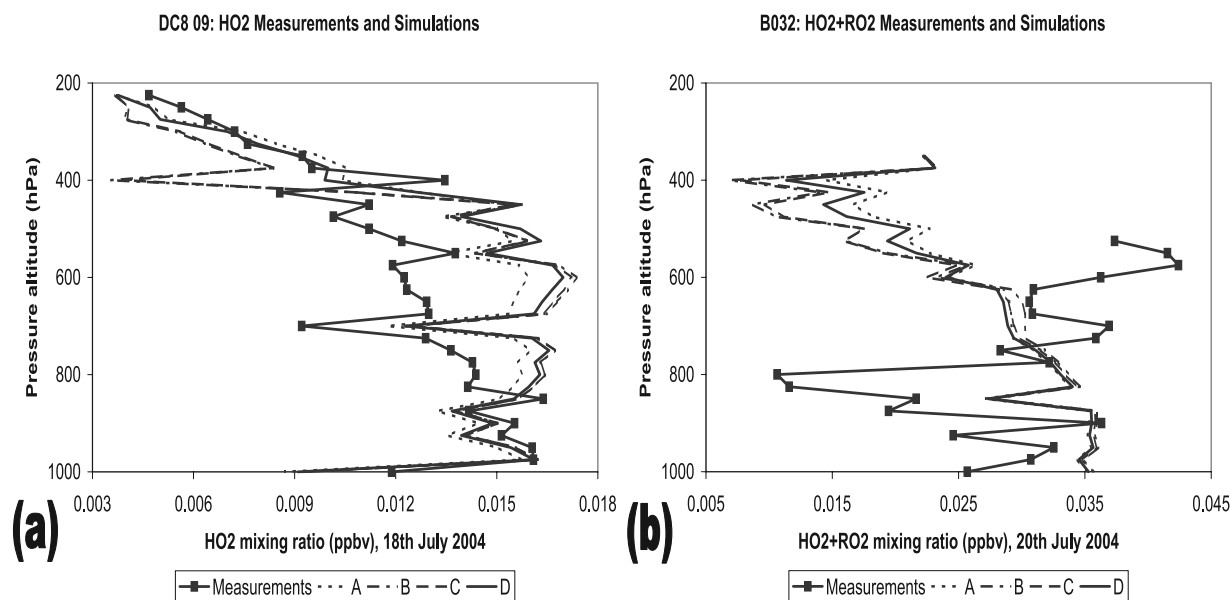 DC8 09: HO2 Measurements and Simulations
200
400
600
800
1000
Pressure altitude (hPa)
0.003 0.006 0.009 0.012 0.015 0.018
(a)
HO2 mixing ratio (ppbv), 18th July 2004
Measurements A B C D
B032: HO2+RO2 Measurements and Simulations
200
400
600
800
1000
Pressure altitude (hPa)
0.005 0.015 0.025 0.035 0.045
(b)
HO2+RO2 mixing ratio (ppbv), 20th July 2004
Measurements A B C D